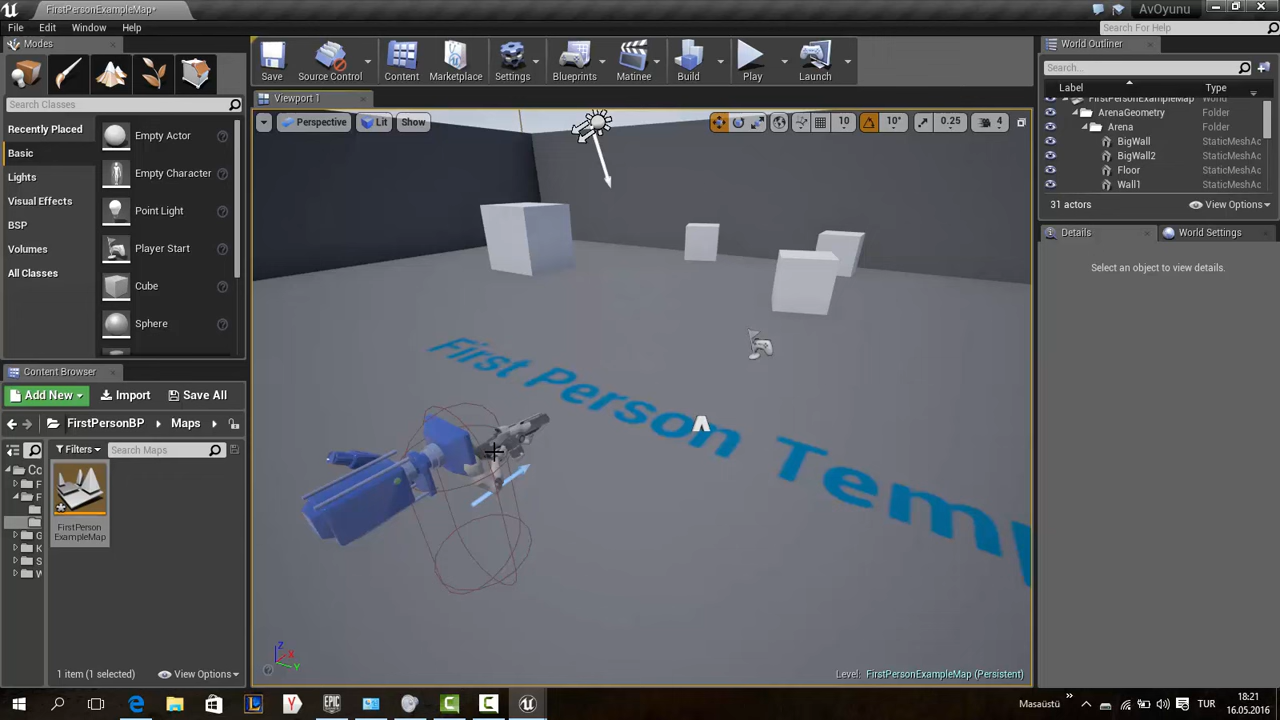 FirstPersonExampleMap*
AvOyunu
File Edit Window Help
Search For Help
Modes
Save
Source Control
Content
Marketplace
Settings
Blueprints
Matinee
Build
Play
Launch
World Outliner
Search...
Label
Type
FirstPersonExampleMap World
ArenaGeometry Folder
Arena Folder
BigWall StaticMeshAc
BigWall2 StaticMeshAc
Floor StaticMeshAc
Wall1 StaticMeshAc
31 actors
View Options
Details
World Settings
Select an object to view details.
Search Classes
Recently Placed
Basic
Lights
Visual Effects
BSP
Volumes
All Classes
Empty Actor
Empty Character
Point Light
Player Start
Cube
Sphere
Viewport 1
Perspective
Lit
Show
10
10°
0.25
4
First Person Temp
Content Browser
Add New
Import
Save All
FirstPersonBP
Maps
Filters
Search Maps
Co
F
F
G
K
S
W
FirstPerson
ExampleMap
1 item (1 selected)
View Options
Z
X
Y
Level: FirstPersonExampleMap (Persistent)
EPIC
Masaüstü
TUR
18:21
16.05.2016